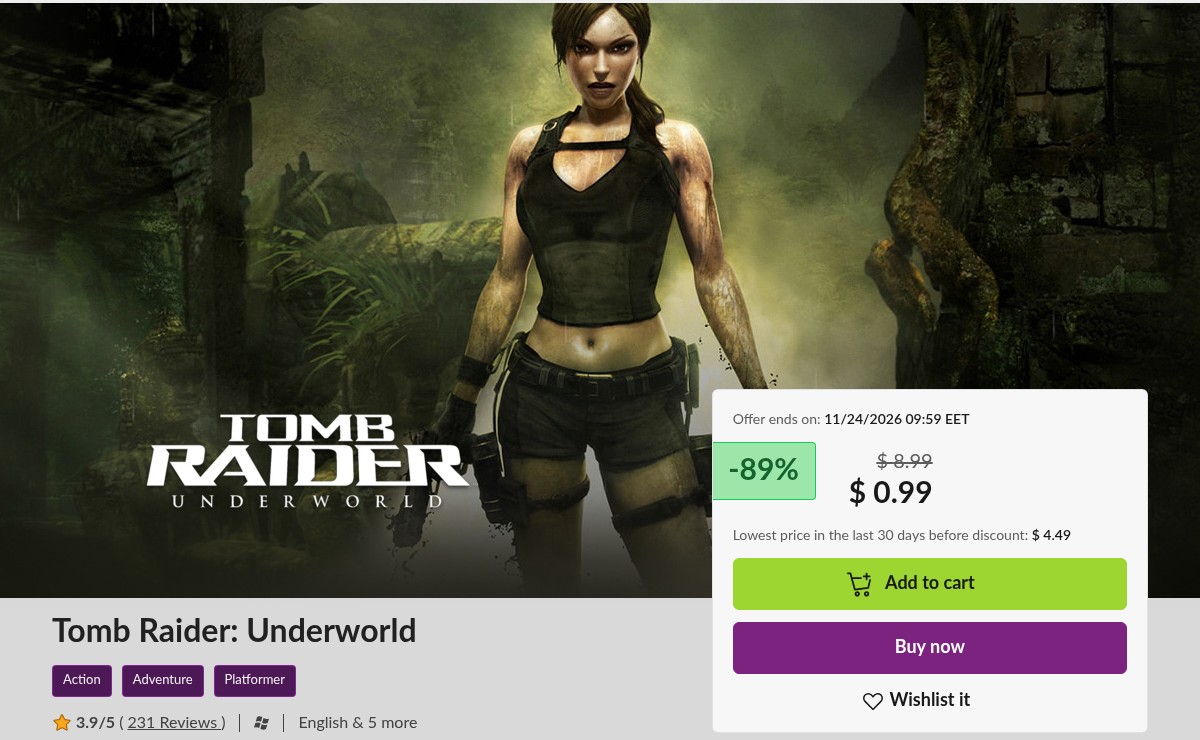 TOMB
RAIDER
UNDERWORLD
Offer ends on: 11/24/2026 09:59 EET
-89%
$ 8.99
$ 0.99
Lowest price in the last 30 days before discount: $ 4.49
Add to cart
Buy now
Wishlist it
Tomb Raider: Underworld
Action Adventure Platformer
3.9/5 ( 231 Reviews ) | | English & 5 more